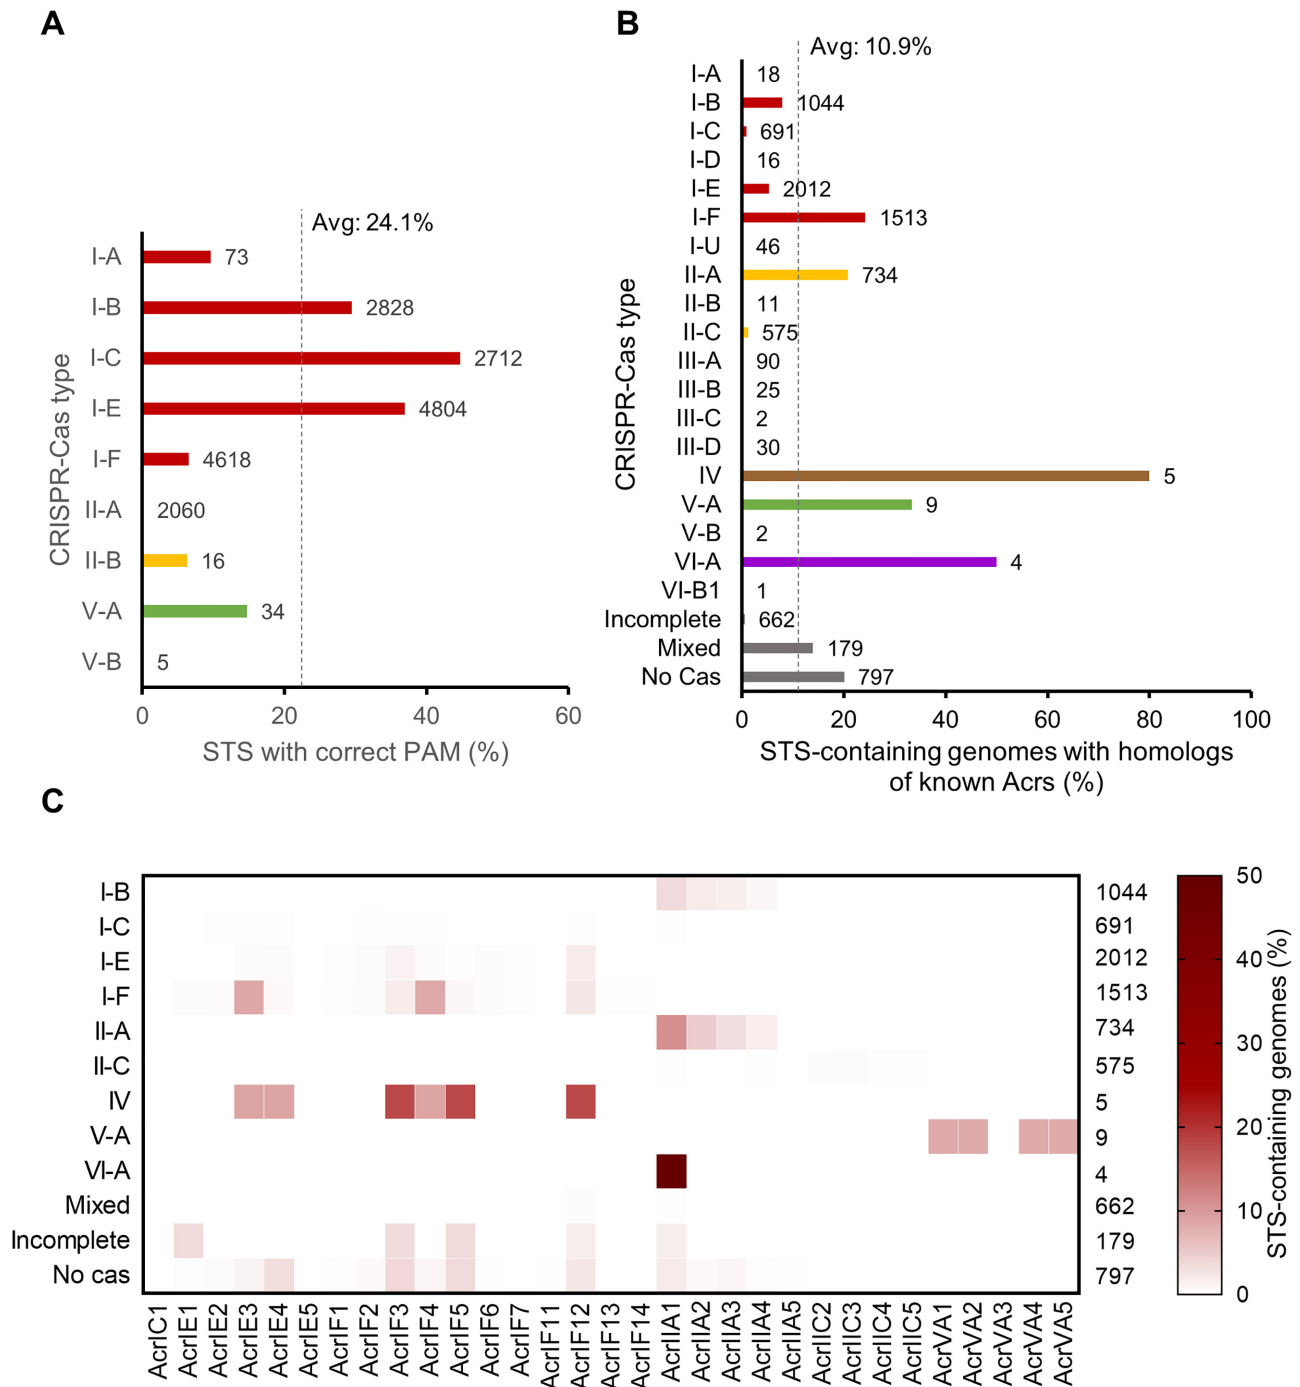 A
Avg: 24.1%
CRISPR-Cas type
I-A 73
I-B 2828
I-C 2712
I-E 4804
I-F 4618
II-A 2060
II-B 16
V-A 34
V-B 5
0 20 40 60
STS with correct PAM (%)
B
Avg: 10.9%
CRISPR-Cas type
I-A 18
I-B 1044
I-C 691
I-D 16
I-E 2012
I-F 1513
I-U 46
II-A 734
II-B 11
II-C 575
III-A 90
III-B 25
III-C 2
III-D 30
IV 5
V-A 9
V-B 2
VI-A 4
VI-B1 1
Incomplete 662
Mixed 179
No Cas 797
0 20 40 60 80 100
STS-containing genomes with homologs
of known Acrs (%)
C
I-B 1044
I-C 691
I-E 2012
I-F 1513
II-A 734
II-C 575
IV 5
V-A 9
VI-A 4
Mixed 662
Incomplete 179
No cas 797
AcrIC1
AcrIE1
AcrIE2
AcrIE3
AcrIE4
AcrIE5
AcrIF1
AcrIF2
AcrIF3
AcrIF4
AcrIF5
AcrIF6
AcrIF7
AcrIF11
AcrIF12
AcrIF13
AcrIF14
AcrIIA1
AcrIIA2
AcrIIA3
AcrIIA4
AcrIIA5
AcrIIC2
AcrIIC3
AcrIIC4
AcrIIC5
AcrVA1
AcrVA2
AcrVA3
AcrVA4
AcrVA5
50
40
30
20
10
0
STS-containing genomes (%)